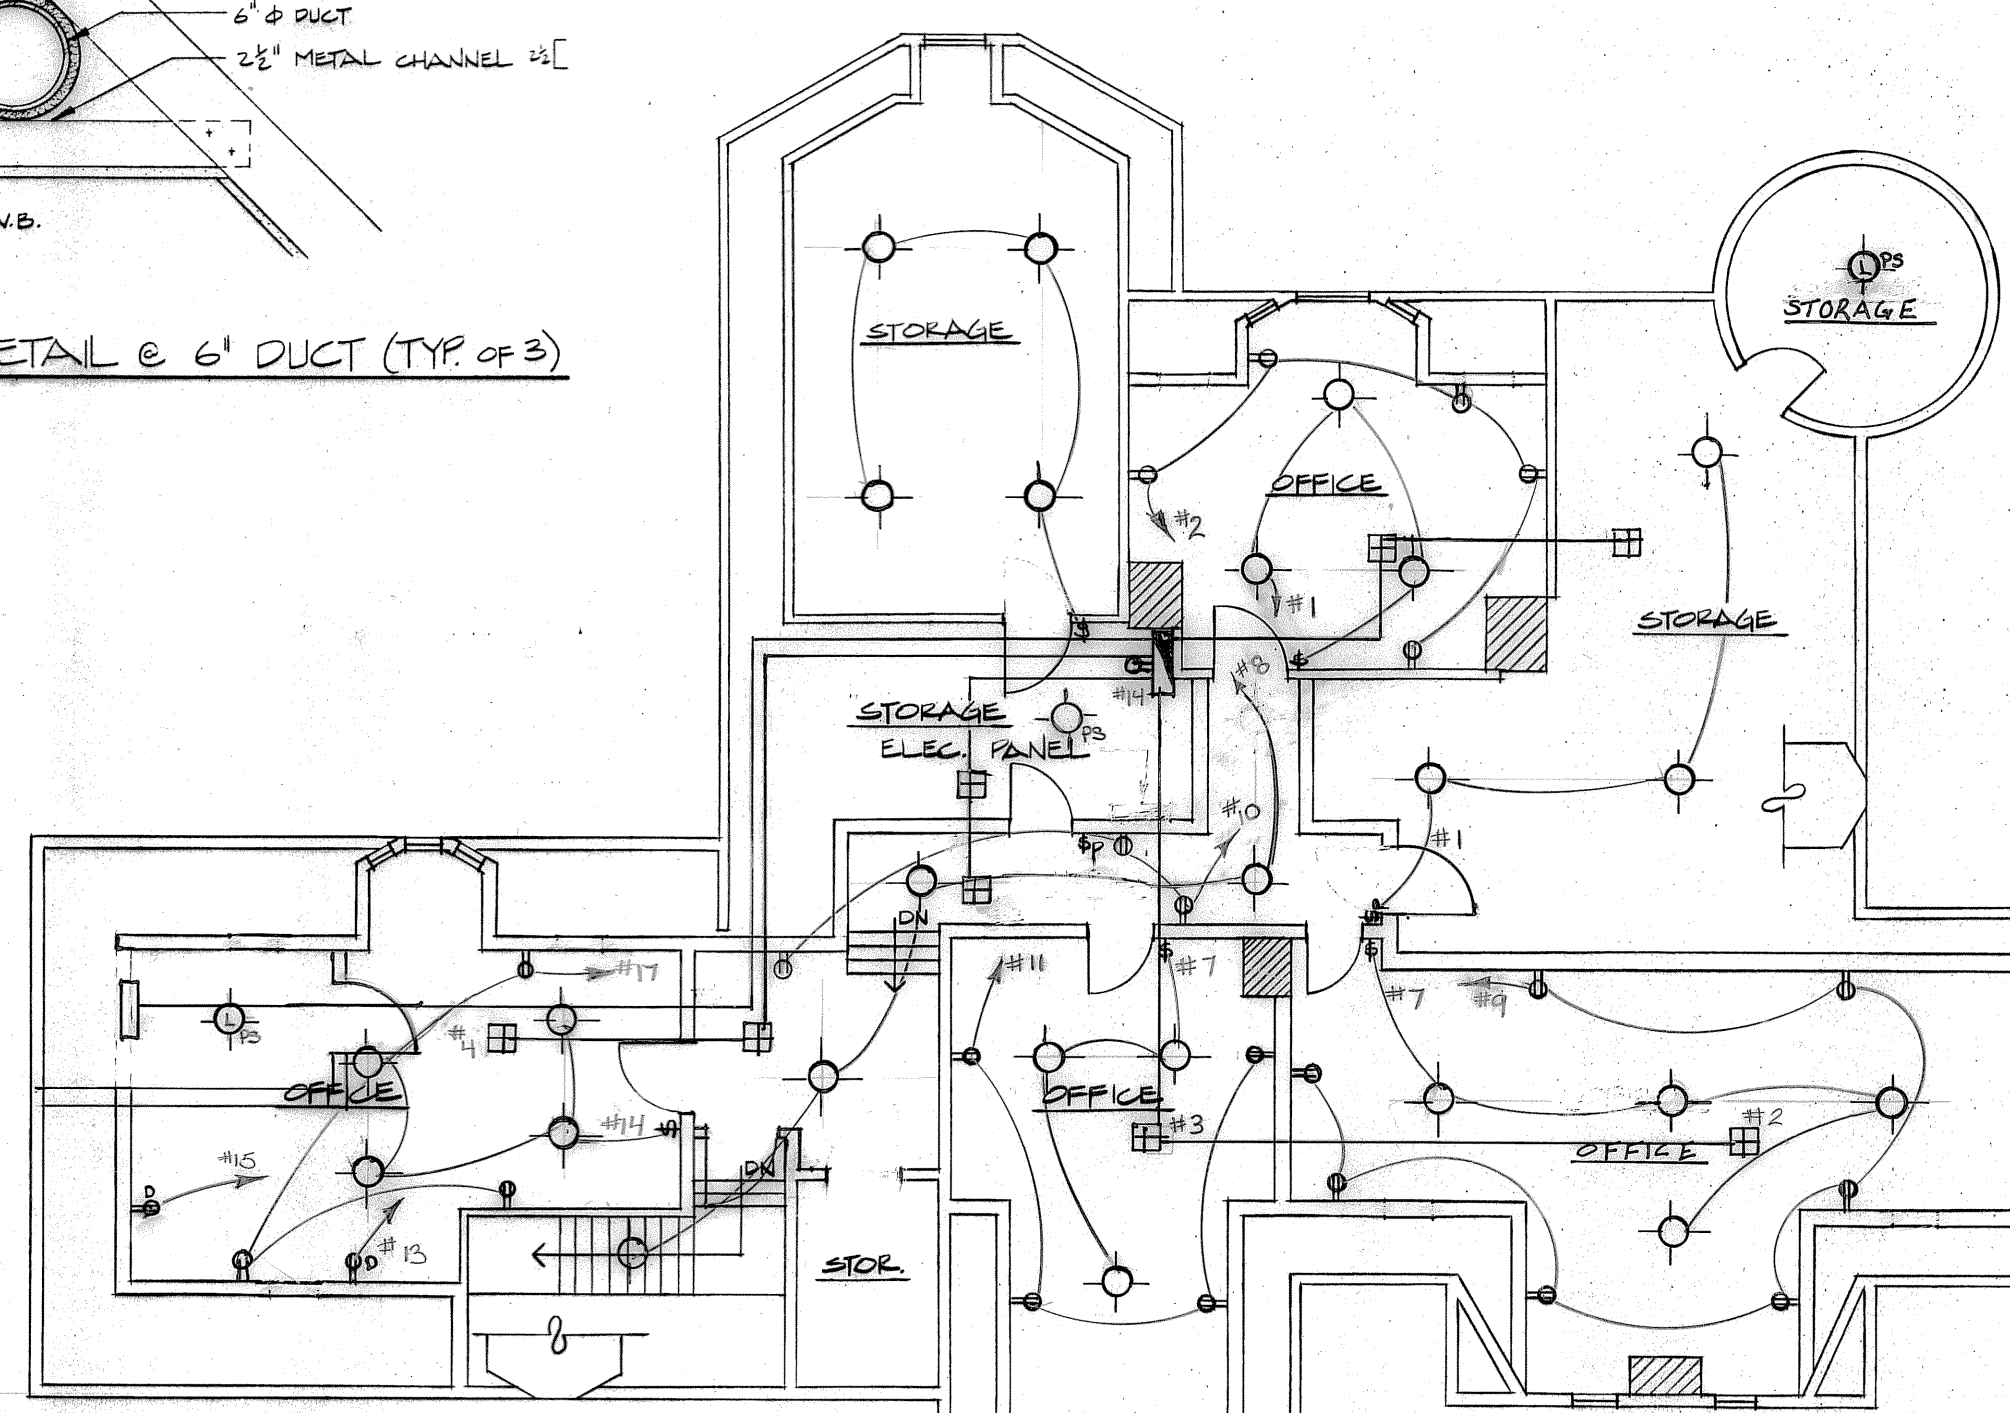 6" φ DUCT
2½" METAL CHANNEL 2½[
W.B.
ETAIL @ 6" DUCT (TYP. OF 3)
STORAGE
L PS
STORAGE
OFFICE
#2
#1
STORAGE
$
$
#8
#14
STORAGE
PS
ELEC. PANEL
#10
#1
$P
DN
$
$
#11
#7
#7
#9
#17
L PS
#4
OFFICE
OFFICE
#14
$
#3
#2
OFFICE
#15
D
DN
#13
D
STOR.